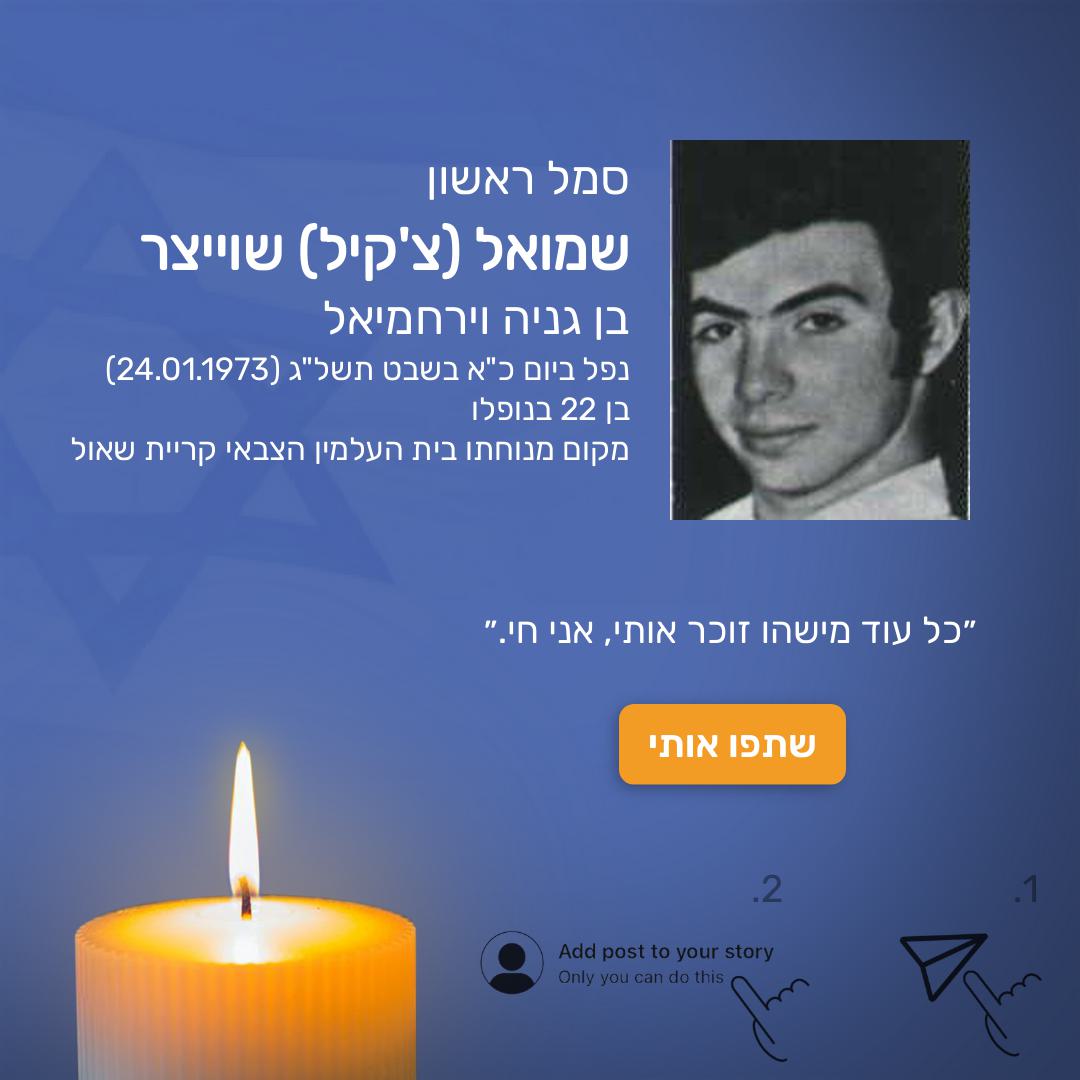 סמל ראשון
שמואל (צ'קיל) שוייצר
בן גניה וירחמיאל
נפל ביום כ"א בשבט תשל"ג (24.01.1973)
בן 22 בנופלו
מקום מנוחתו בית העלמין הצבאי קריית שאול
״כל עוד מישהו זוכר אותי, אני חי.״
שתפו אותי
1.
2.
Add post to your story
Only you can do this